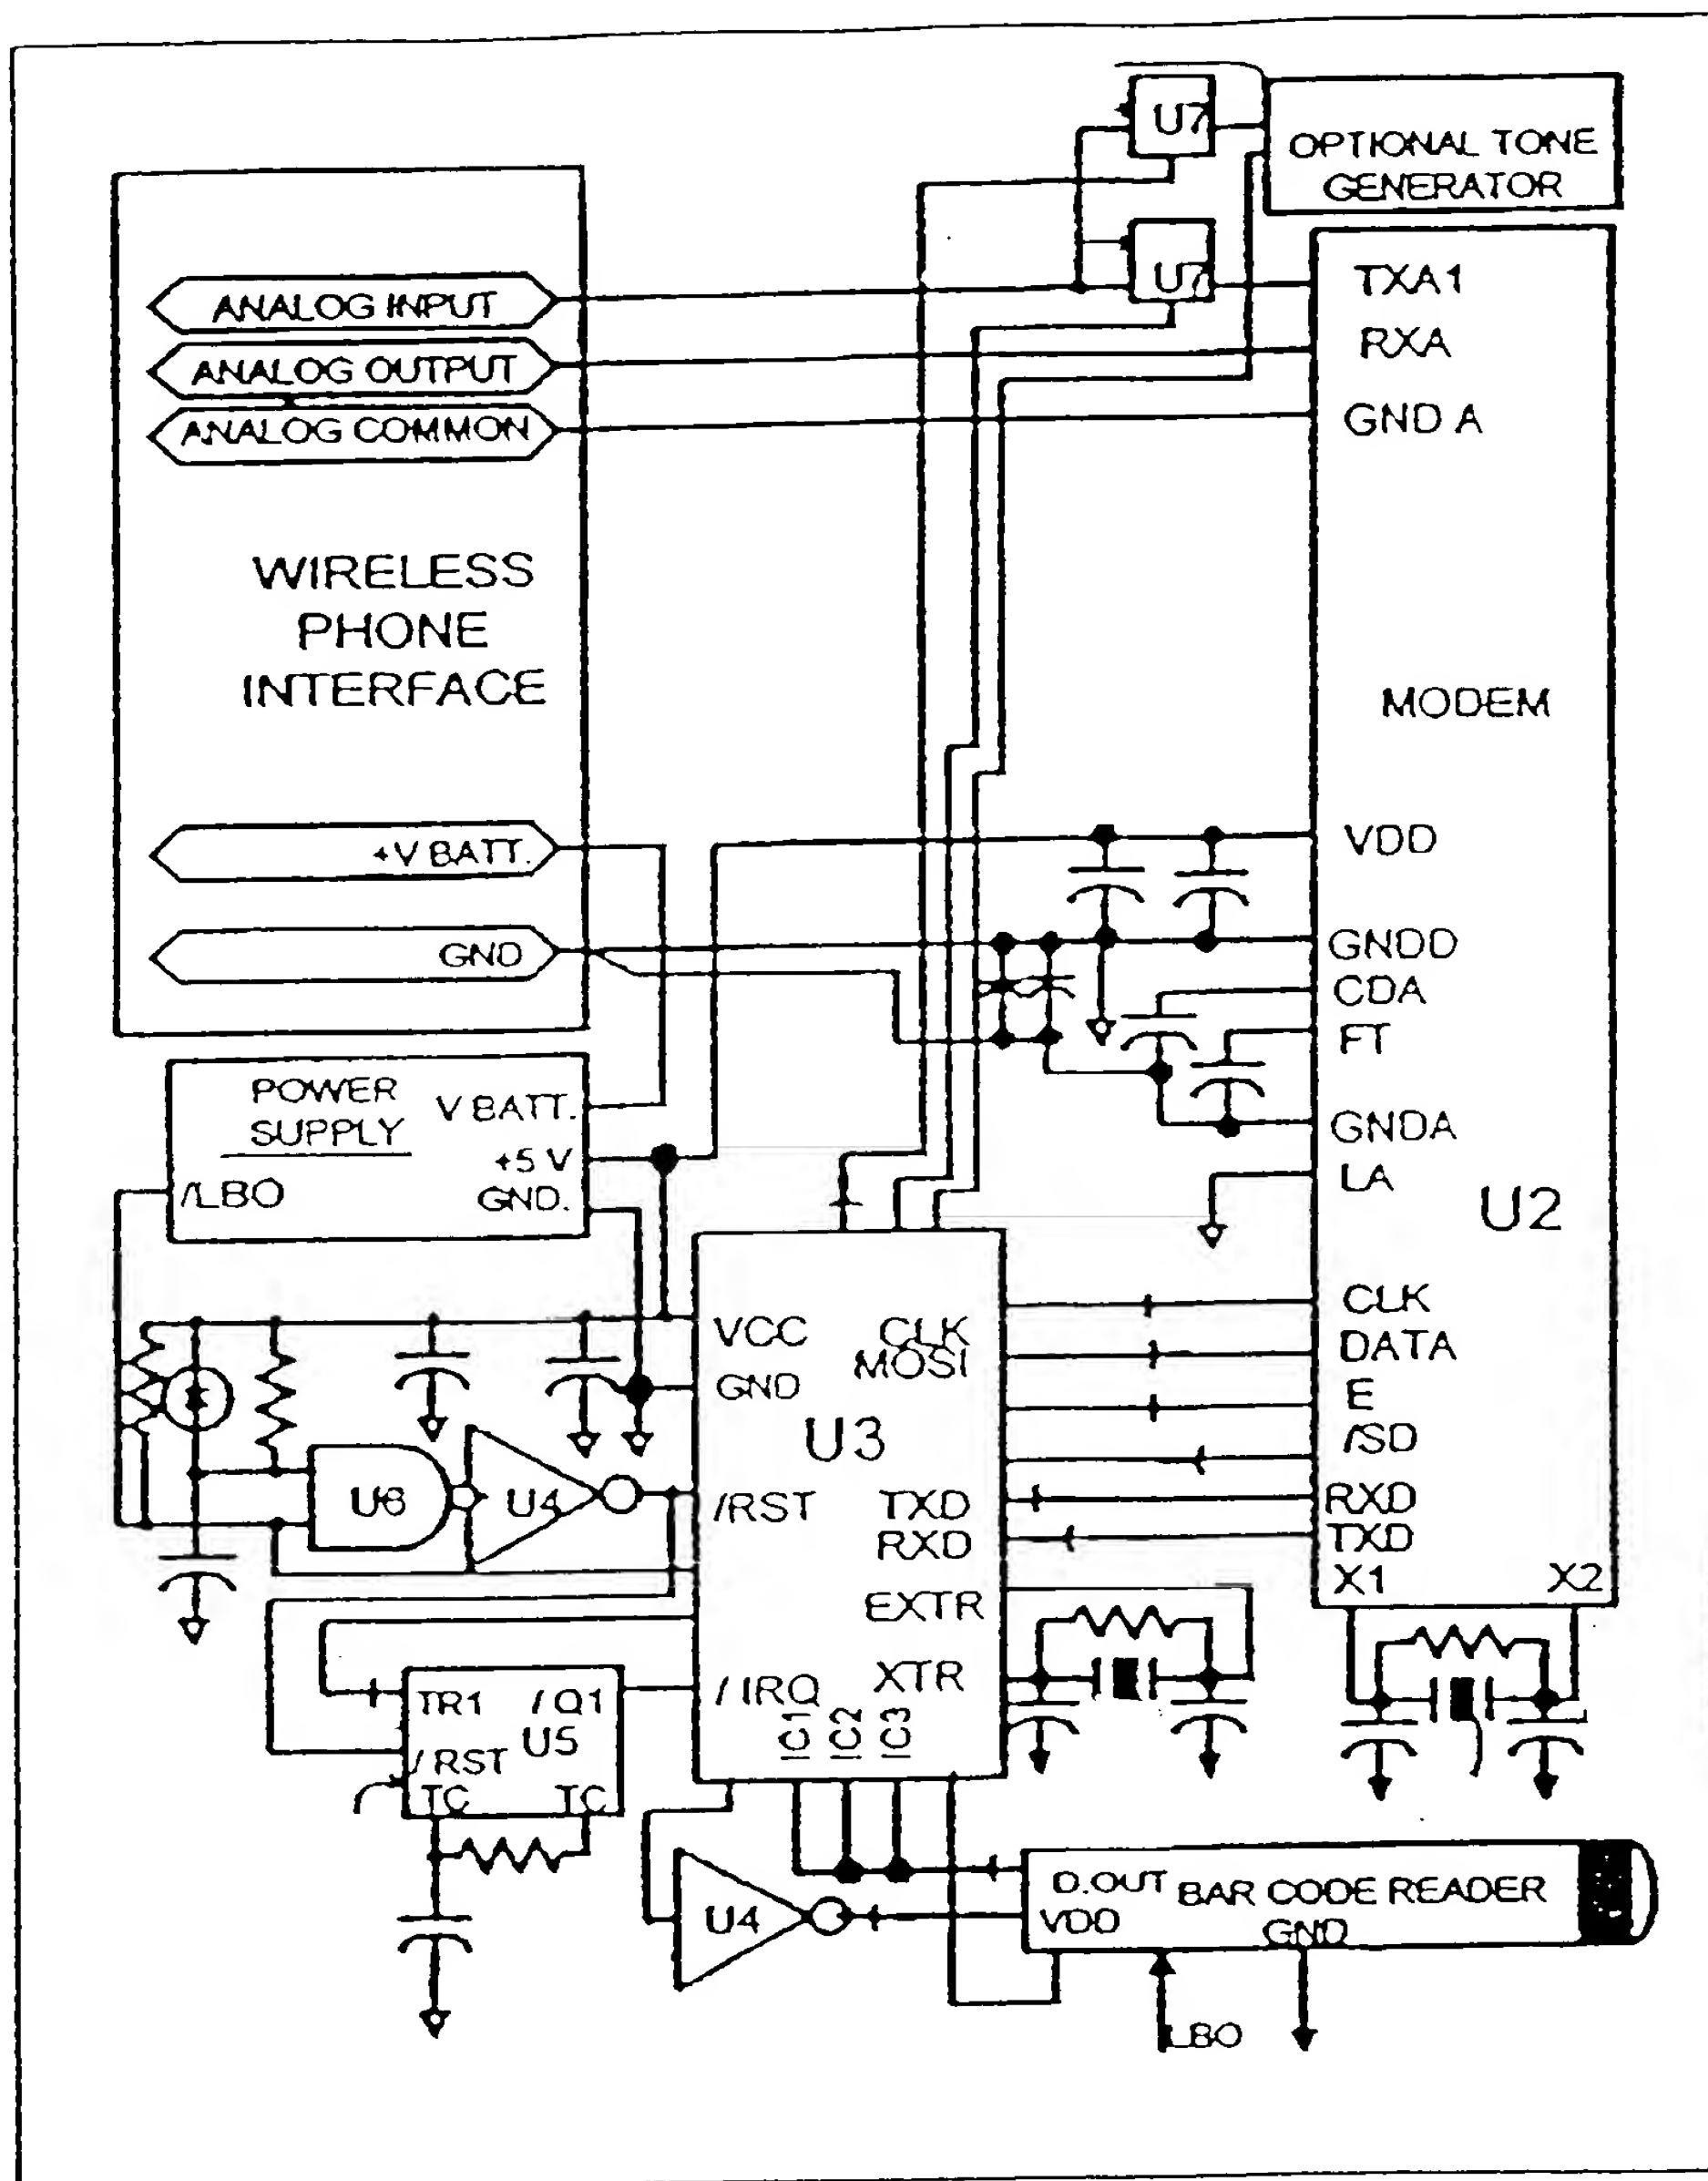 U7
OPTIONAL TONE
GENERATOR
U7
ANALOG INPUT
ANALOG OUTPUT
ANALOG COMMON
WIRELESS
PHONE
INTERFACE
+V BATT.
GND
TXA1
RXA
GND A
MODEM
VDD
GNDD
CDA
FT
GNDA
LA
U2
CLK
DATA
E
/SD
RXD
TXD
X1 X2
POWER
SUPPLY
V BATT.
+5 V
/LBO
GND.
VCC CLK
MOSI
GND
U3
/RST
TXD
RXD
EXTR
XTR
/ IRQ
IC1 IC2 IC3
U6
U4
TR1 / Q1
U5
/ RST
TC TC
U4
D.OUT BAR CODE READER
VDD GND
LBO